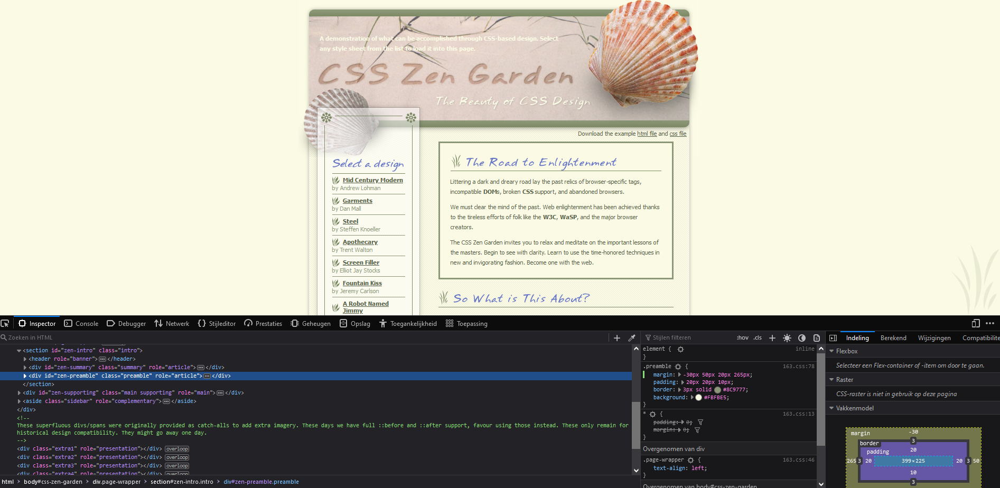 A demonstration of what can be accomplished through CSS-based design. Select
any style sheet from the list to load it into this page.
CSS Zen Garden
The Beauty of CSS Design
Download the example html file and css file
Select a design
Mid Century Modern
by Andrew Lohman
Garments
by Dan Mall
Steel
by Steffen Knoeller
Apothecary
by Trent Walton
Screen Filler
by Elliot Jay Stocks
Fountain Kiss
by Jeremy Carlson
A Robot Named
Jimmy
The Road to Enlightenment
Littering a dark and dreary road lay the past relics of browser-specific tags,
incompatible DOMs, broken CSS support, and abandoned browsers.
We must clear the mind of the past. Web enlightenment has been achieved thanks
to the tireless efforts of folk like the W3C, WaSP, and the major browser
creators.
The CSS Zen Garden invites you to relax and meditate on the important lessons of
the masters. Begin to see with clarity. Learn to use the time-honored techniques in
new and invigorating fashion. Become one with the web.
So What is This About?
Inspector Console Debugger Netwerk Stijleditor Prestaties Geheugen Opslag Toegankelijkheid Toepassing
Zoeken in HTML
<section id="zen-intro" class="intro">
<header role="banner"></header>
<div id="zen-summary" class="summary" role="article"></div>
<div id="zen-preamble" class="preamble" role="article"></div>
</section>
<div id="zen-supporting" class="main supporting" role="main"></div>
<aside class="sidebar" role="complementary"></aside>
</div>
<!--
These superfluous divs/spans were originally provided as catch-alls to add extra imagery. These days we have full ::before and ::after support, favour using those instead. These only remain for
historical design compatibility. They might go away one day.
-->
<div class="extra1" role="presentation"></div> overloop
<div class="extra2" role="presentation"></div> overloop
<div class="extra3" role="presentation"></div> overloop
<div class="extra4" role="presentation"></div> overloop
html > body#css-zen-garden > div.page-wrapper > section#zen-intro.intro > div#zen-preamble.preamble
Stijlen filteren :hov .cls
element { inline
}
.preamble { 163.css:78
margin: -30px 50px 20px 265px;
padding: 20px 20px 10px;
border: 3px solid #8C9777;
background: #FBFBE5;
}
* { 163.css:13
padding: 0;
margin: 0;
}
Overgenomen van div
.page-wrapper { 163.css:46
text-align: left;
}
Overgenomen van body#css-zen-garden
Indeling Berekend Wijzigingen Compatibilite
Flexbox
Selecteer een Flex-container of -item om door te gaan.
Raster
CSS-raster is niet in gebruik op deze pagina
Vakkenmodel
margin -30
border 3
padding 20
265 3 20 399×225 20 3 50
10
3